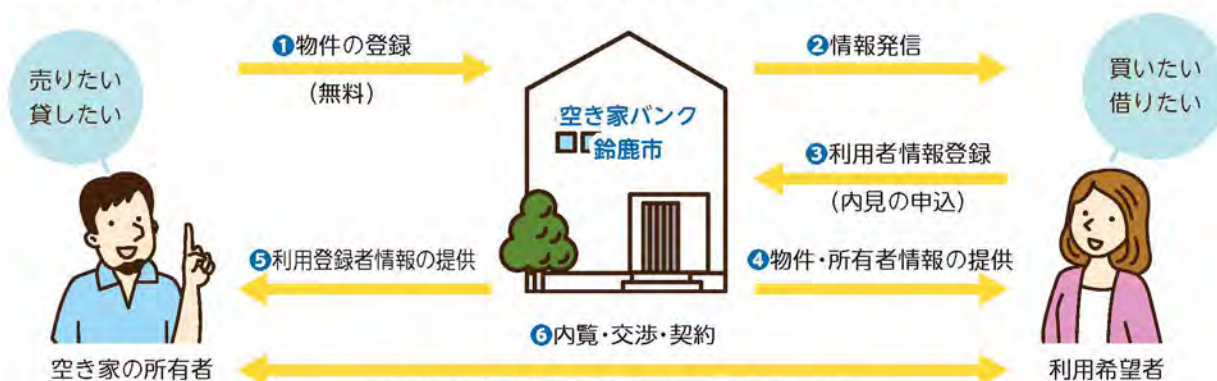 ❶物件の登録
(無料)
❷情報発信
売りたい
貸したい
買いたい
借りたい
空き家バンク
鈴鹿市
❸利用者情報登録
(内見の申込)
❺利用登録者情報の提供
❹物件・所有者情報の提供
❻内覧・交渉・契約
空き家の所有者
利用希望者